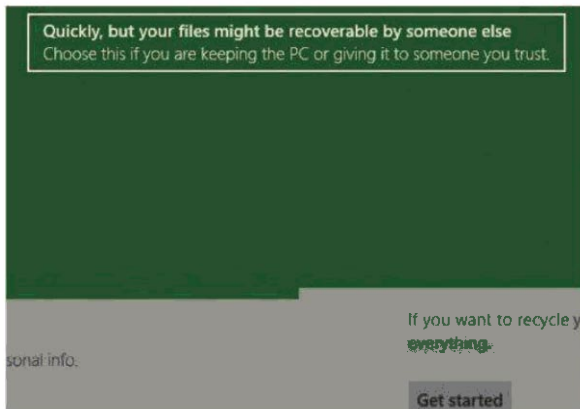 Quickly, but your files might be recoverable by someone else
Choose this if you are keeping the PC or giving it to someone you trust.
If you want to recycle y
everything.
sonal info.
Get started